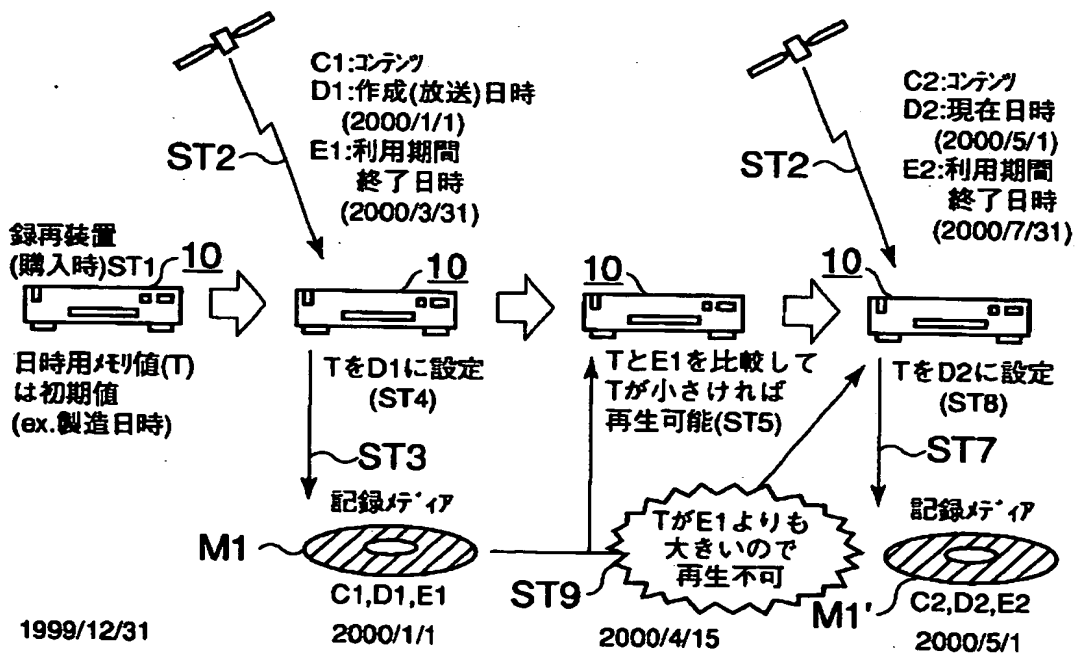 C1:コンテンツ
D1:作成(放送)日時
(2000/1/1)
E1:利用期間
終了日時
(2000/3/31)
ST2
C2:コンテンツ
D2:現在日時
(2000/5/1)
E2:利用期間
終了日時
(2000/7/31)
ST2
録再装置
(購入時)ST1
10
10
10
10
日時用メモリ値(T)
は初期値
(ex.製造日時)
TをD1に設定
(ST4)
TとE1を比較して
Tが小さければ
再生可能(ST5)
TをD2に設定
(ST8)
ST3
ST7
記録メディア
M1
C1,D1,E1
TがE1よりも
大きいので
再生不可
ST9
記録メディア
M1'
C2,D2,E2
1999/12/31
2000/1/1
2000/4/15
2000/5/1